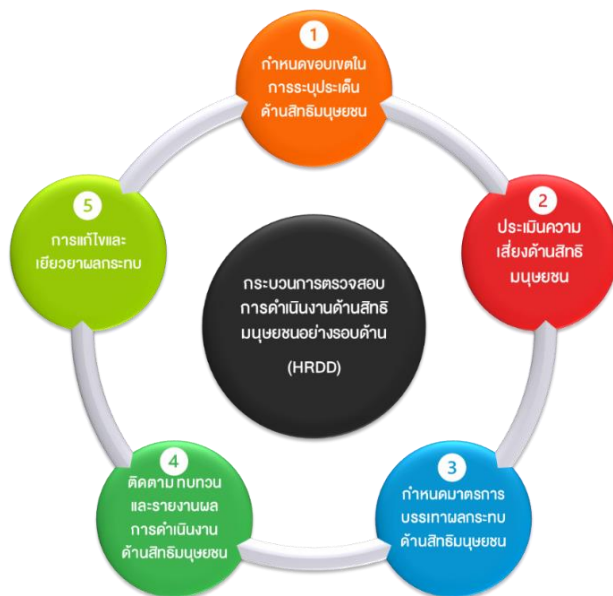 1
กำหนดขอบเขตใน
การระบุประเด็น
ด้านสิทธิมนุษยชน
2
ประเมินความ
เสี่ยงด้านสิทธิ
มนุษยชน
3
กำหนดมาตรการ
บรรเทาผลกระทบ
ด้านสิทธิมนุษยชน
4
ติดตาม ทบทวน
และรายงานผล
การดำเนินงาน
ด้านสิทธิมนุษยชน
5
การแก้ไขและ
เยียวยาผลกระทบ
กระบวนการตรวจสอบ
การดำเนินงานด้านสิทธิ
มนุษยชนอย่างรอบด้าน
(HRDD)